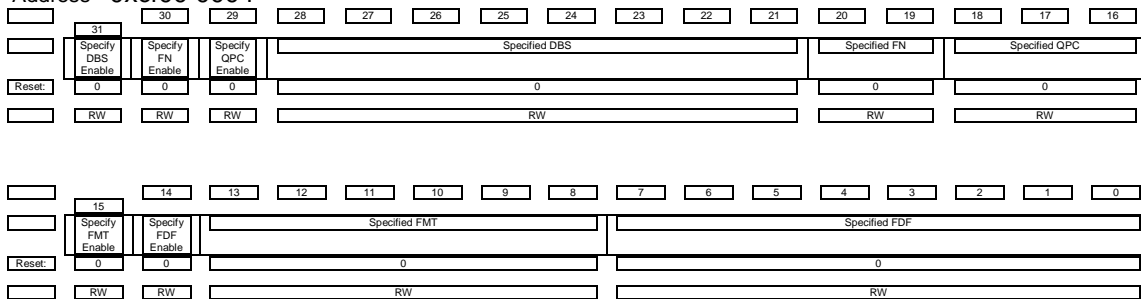 30 29 28 27 26 25 24 23 22 21 20 19 18 17 16
31
Specify DBS Enable Specify FN Enable Specify QPC Enable Specified DBS Specified FN Specified QPC
Reset: 0 0 0 0 0 0
RW RW RW RW RW RW
14 13 12 11 10 9 8 7 6 5 4 3 2 1 0
15
Specify FMT Enable Specify FDF Enable Specified FMT Specified FDF
Reset: 0 0 0 0
RW RW RW RW